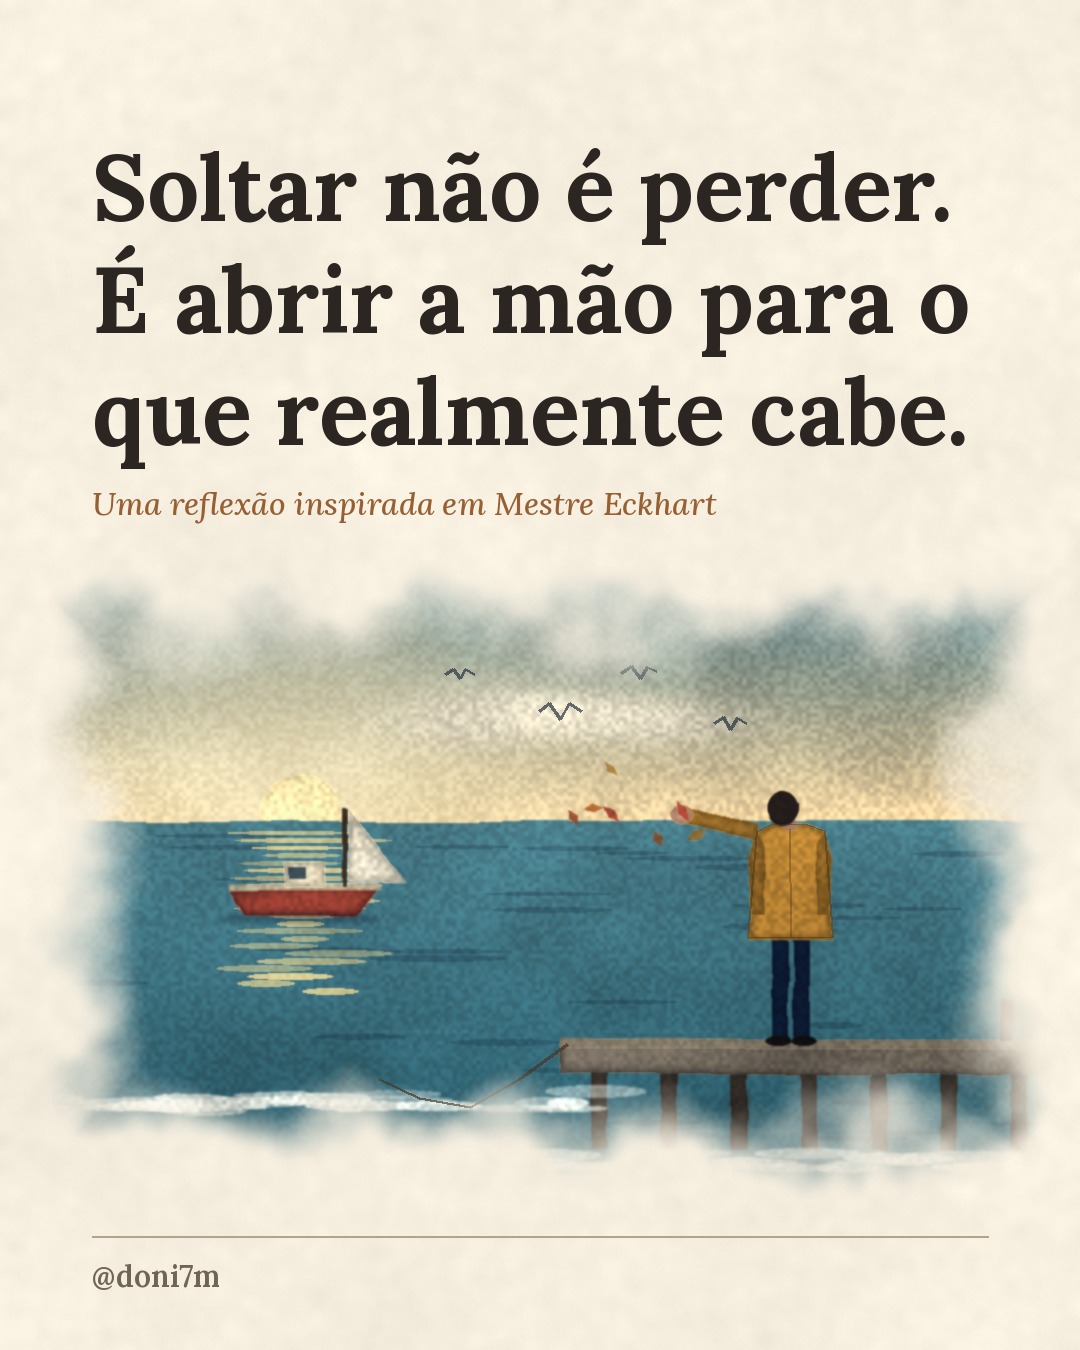 Soltar não é perder.
É abrir a mão para o
que realmente cabe.
Uma reflexão inspirada em Mestre Eckhart
@doni7m